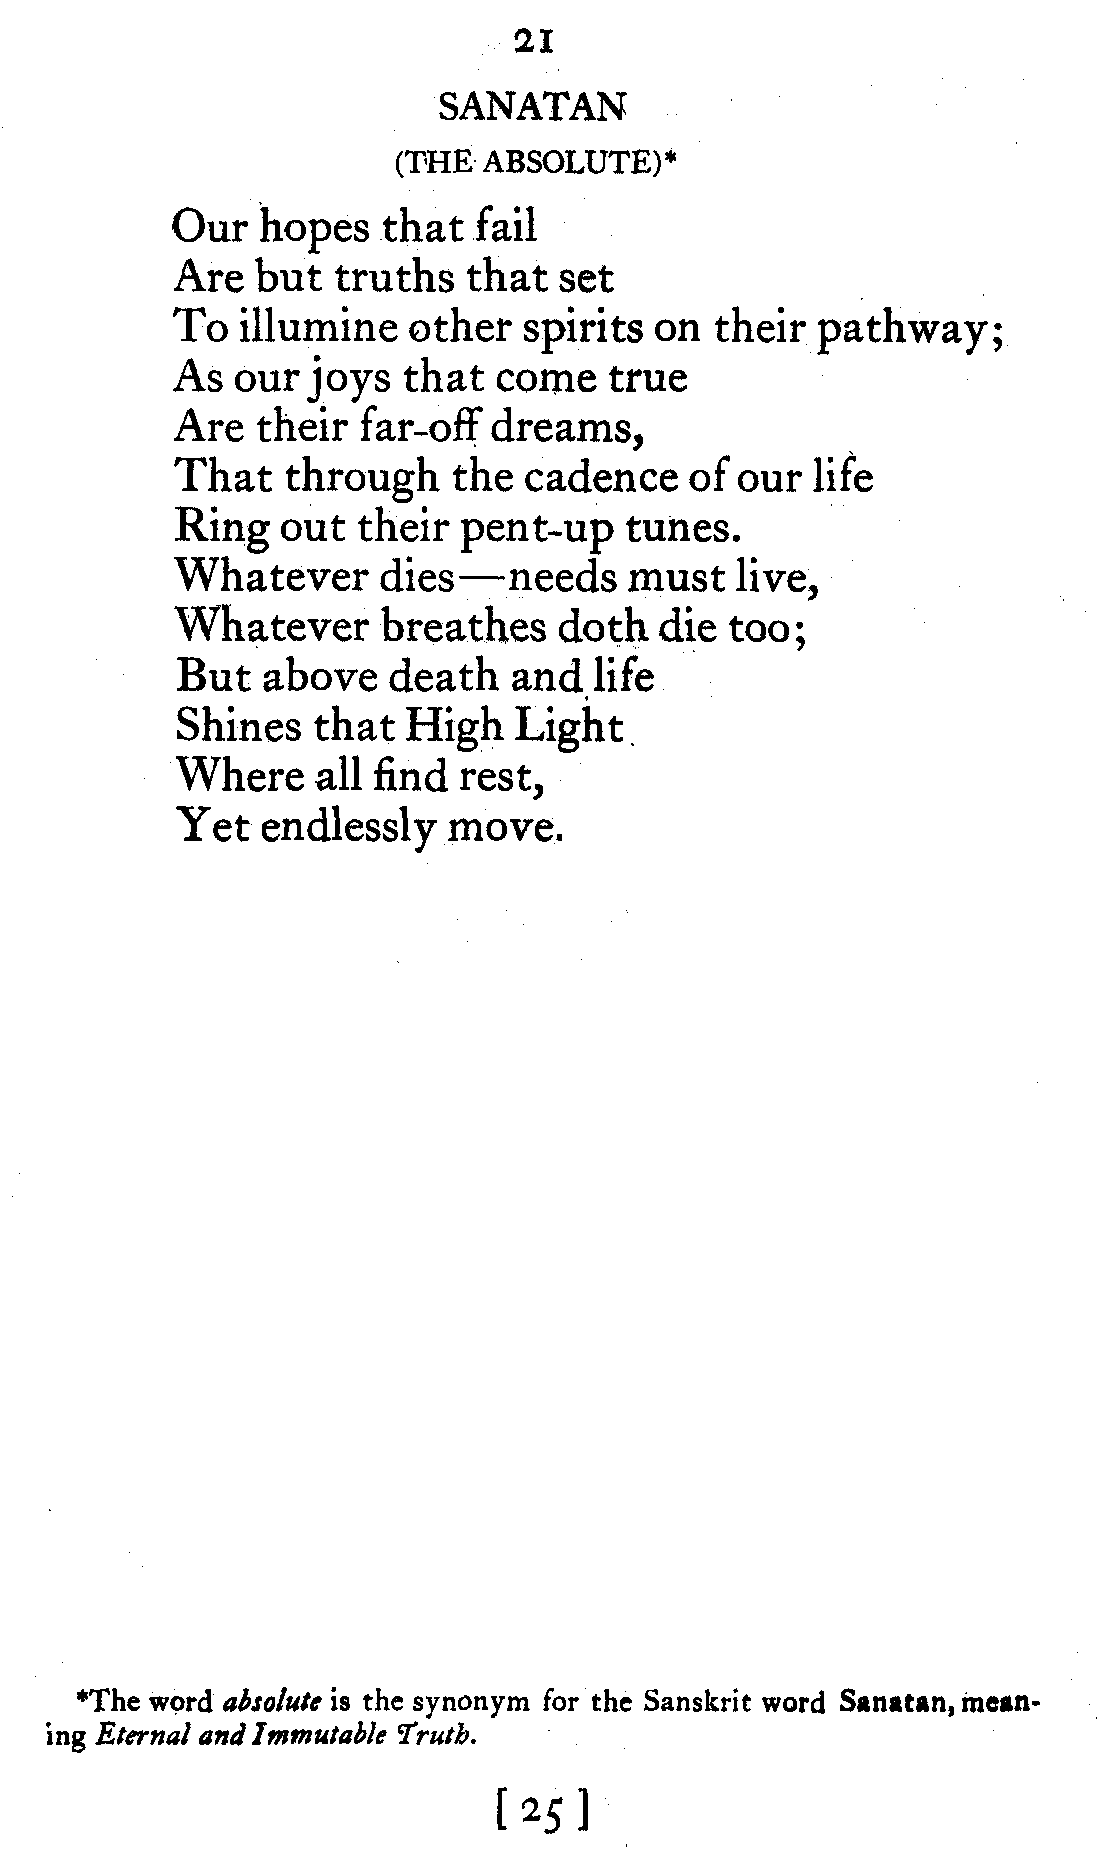 21
SANATAN
(THE ABSOLUTE)*
Our hopes that fail
Are but truths that set
To illumine other spirits on their pathway;
As our joys that come true
Are their far-off dreams,
That through the cadence of our life
Ring out their pent-up tunes.
Whatever dies—needs must live,
Whatever breathes doth die too;
But above death and life
Shines that High Light
Where all find rest,
Yet endlessly move.
*The word absolute is the synonym for the Sanskrit word Sanatan, mean-
ing Eternal and Immutable Truth.
[ 25 ]